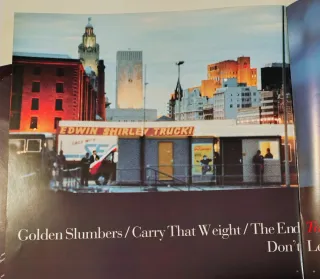 EDWIN SHIRLEY TRUCKI
Golden Slumbers / Carry That Weight / The End
Don't